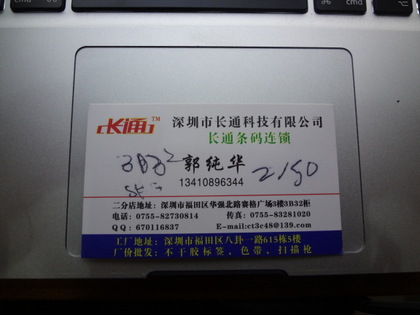 长通™
深圳市长通科技有限公司
长通条码连锁
郭纯华
2150
13410896344
二分店地址：深圳市福田区华强北路赛格广场3楼3B32柜
电话：0755-82730814 传真：0755-83281020
QQ：670116837 E-mail:ct3c48@139.com
工厂地址：深圳市福田区八卦一路615栋5楼
厂价批发：不干胶标签、色带、扫描枪